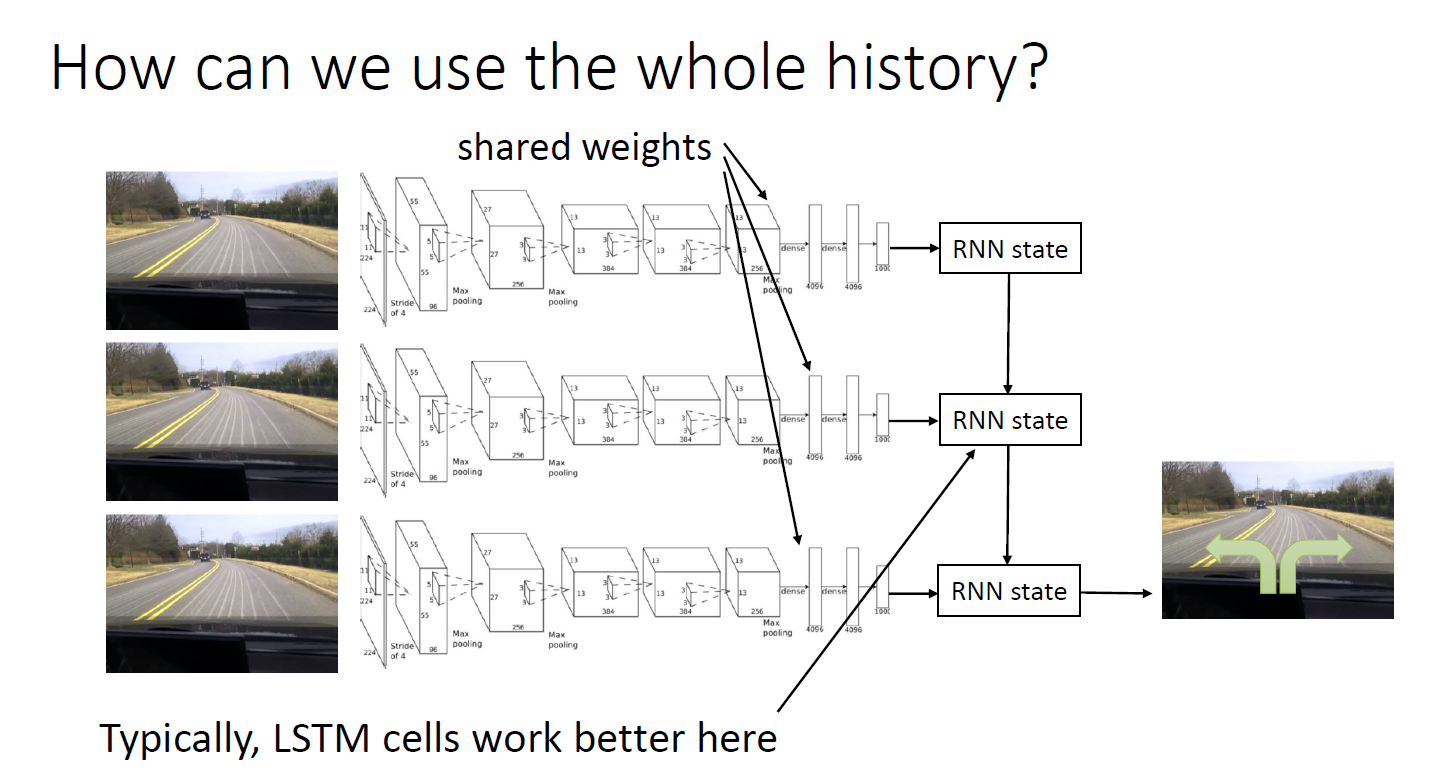 How can we use the whole history?
shared weights
11
11
224
224
Stride
of 4
55
55
96
5
5
Max
pooling
27
27
256
3
3
Max
pooling
13
13
384
3
3
13
384
3
3
13
13
256
Max
pooling
dense
4096
dense
4096
1000
RNN state
11
11
224
224
Stride
of 4
55
55
96
5
5
Max
pooling
27
27
256
3
3
Max
pooling
13
13
384
3
3
13
384
3
3
13
13
256
Max
pooling
dense
4096
dense
4096
1000
RNN state
11
11
224
224
Stride
of 4
55
55
96
5
5
Max
pooling
27
27
256
3
3
Max
pooling
13
13
384
3
3
13
384
3
3
13
13
256
Max
pooling
dense
4096
dense
4096
1000
RNN state
Typically, LSTM cells work better here